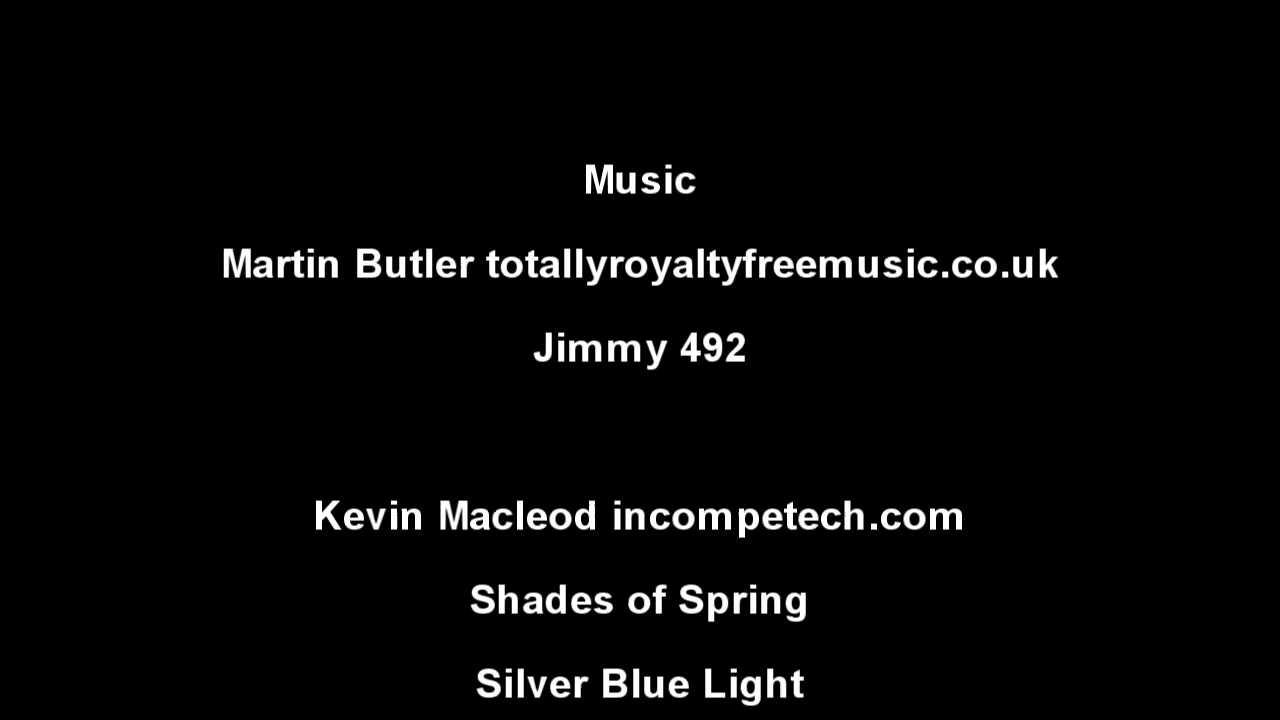 Music
Martin Butler totallyroyaltyfreemusic.co.uk
Jimmy 492
Kevin Macleod incompetech.com
Shades of Spring
Silver Blue Light